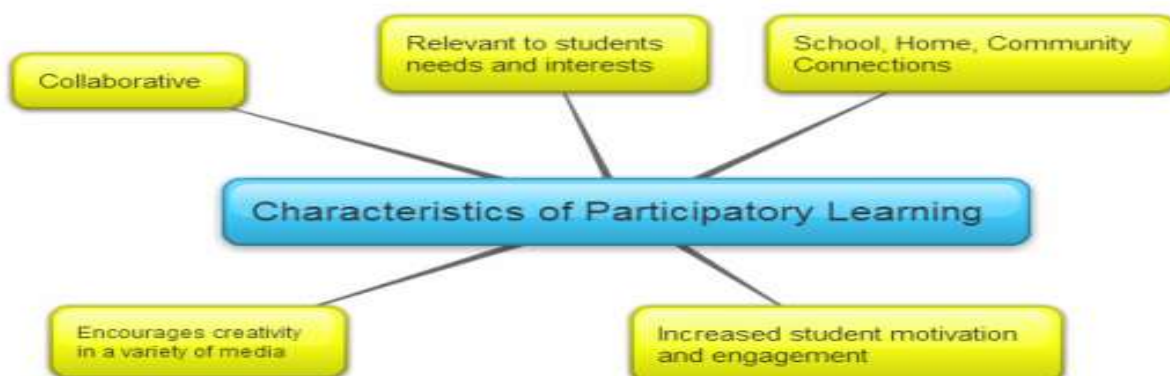 Collaborative
Relevant to students
needs and interests
School, Home, Community
Connections
Characteristics of Participatory Learning
Encourages creativity
in a variety of media
Increased student motivation
and engagement